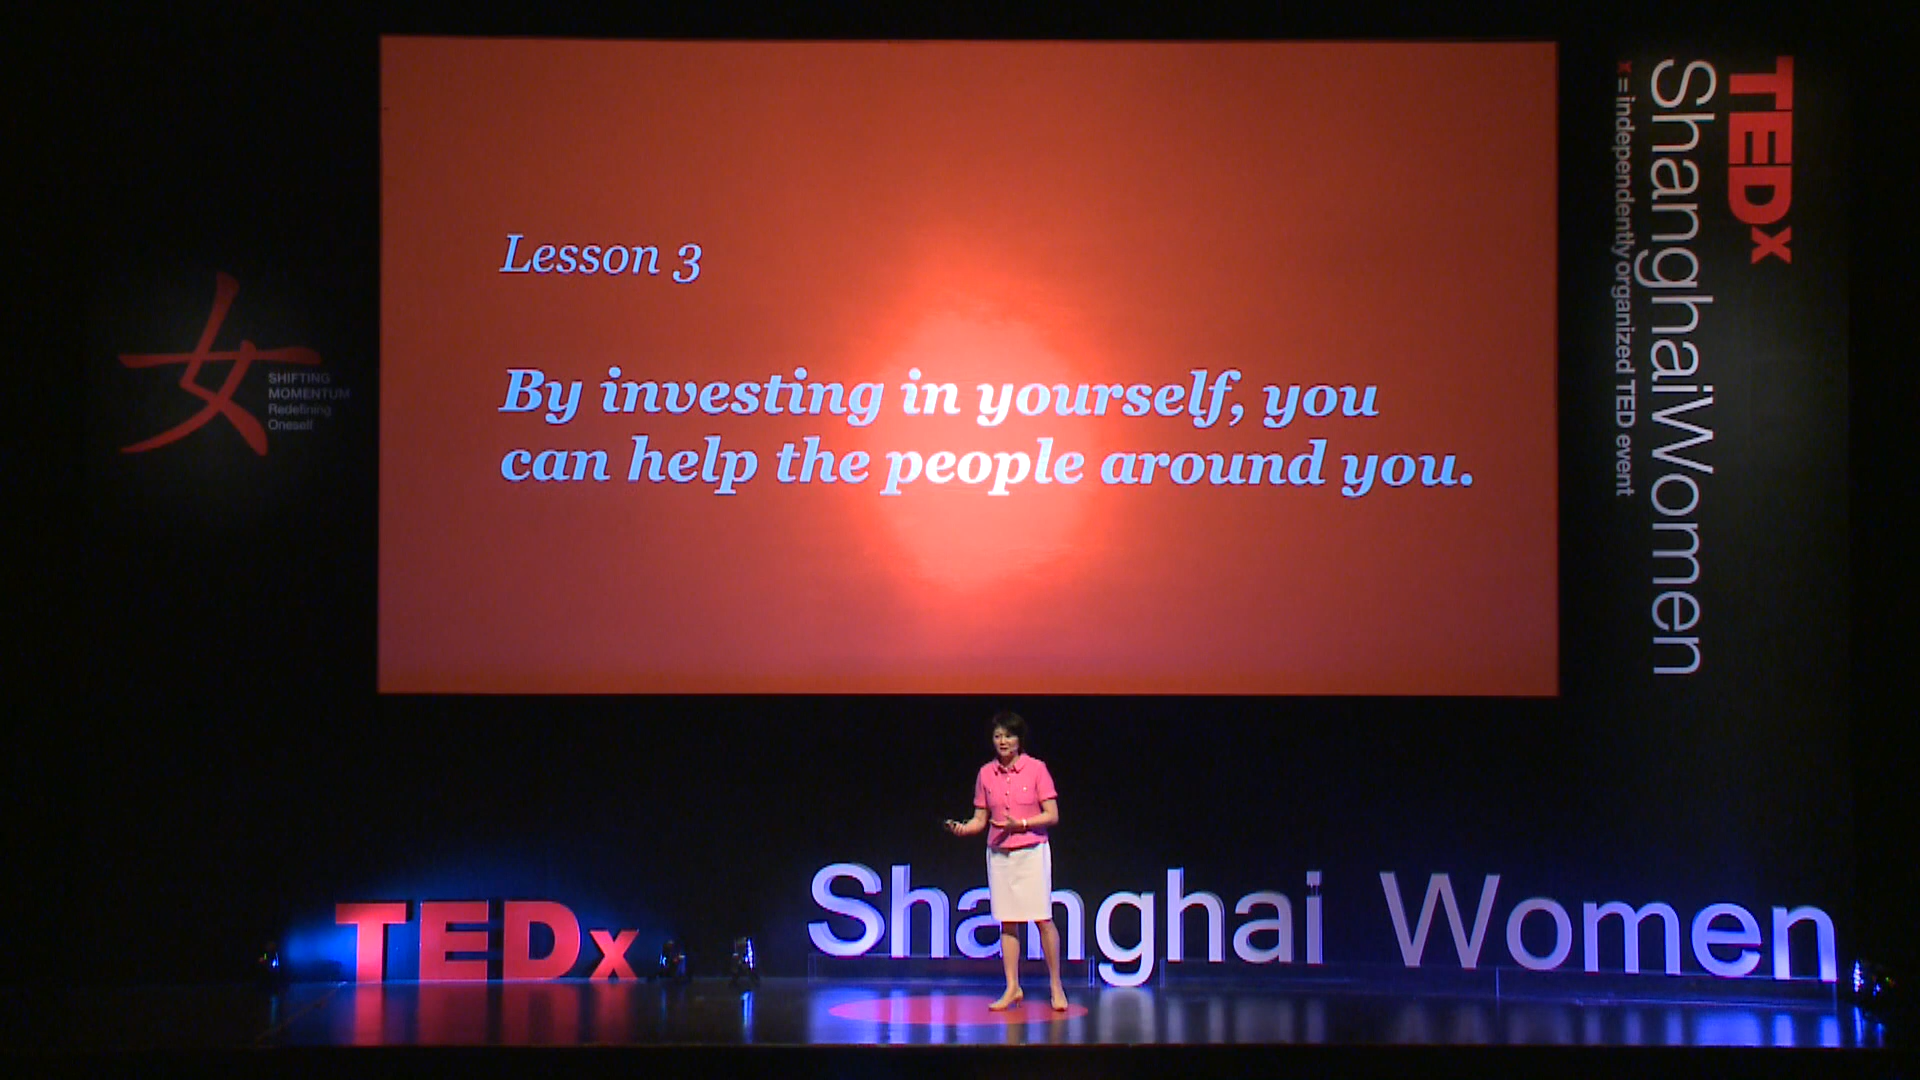 Lesson 3
By investing in yourself, you
can help the people around you.
女
SHIFTING
MOMENTUM
Redefining
Oneself
TEDx
ShanghaiWomen
x = independently organized TED event
TEDx
Shanghai Women